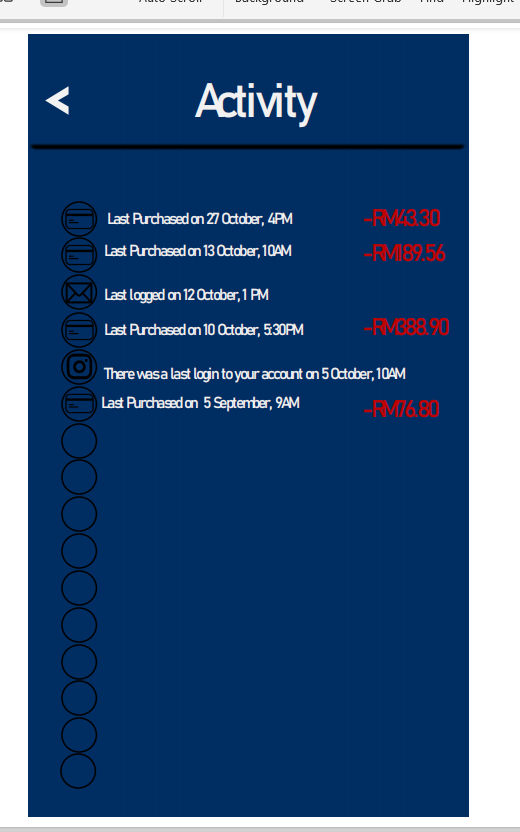 Auto Scroll Background Screen Grab Find Highlight
< Activity
Last Purchased on 27 October, 4PM -RM43.30
Last Purchased on 13 October, 10AM -RM189.56
Last logged on 12 October, 1 PM
Last Purchased on 10 October, 5:30PM -RM388.90
There was a last login to your account on 5 October, 10AM
Last Purchased on 5 September, 9AM -RM76.80